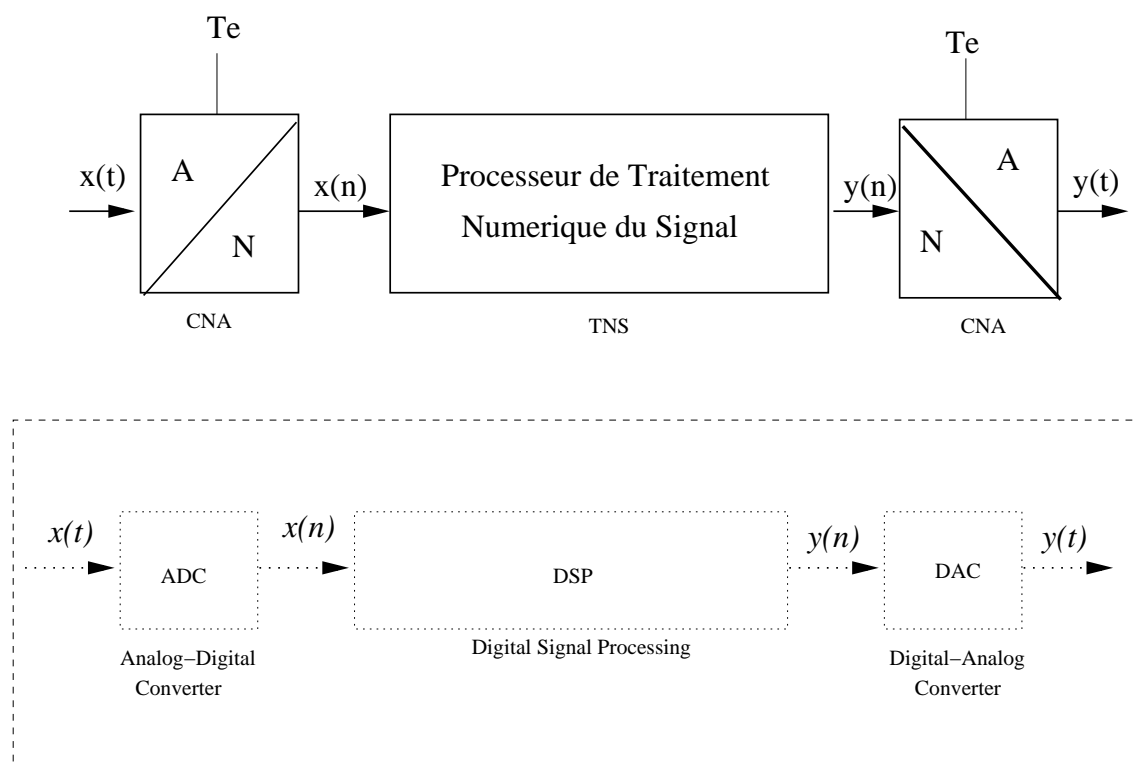 Te
Te
x(t)
A
N
x(n)
Processeur de Traitement
Numerique du Signal
y(n)
A
N
y(t)
CNA
TNS
CNA
x(t)
ADC
x(n)
DSP
y(n)
DAC
y(t)
Analog–Digital
Converter
Digital Signal Processing
Digital–Analog
Converter